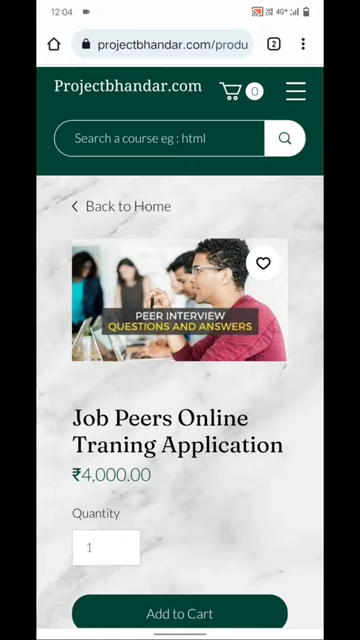 12:04
4G+
projectbhandar.com/produ
2
Projectbhandar.com
0
Search a course eg : html
Back to Home
PEER INTERVIEW
QUESTIONS AND ANSWERS
Job Peers Online
Traning Application
₹4,000.00
Quantity
1
Add to Cart